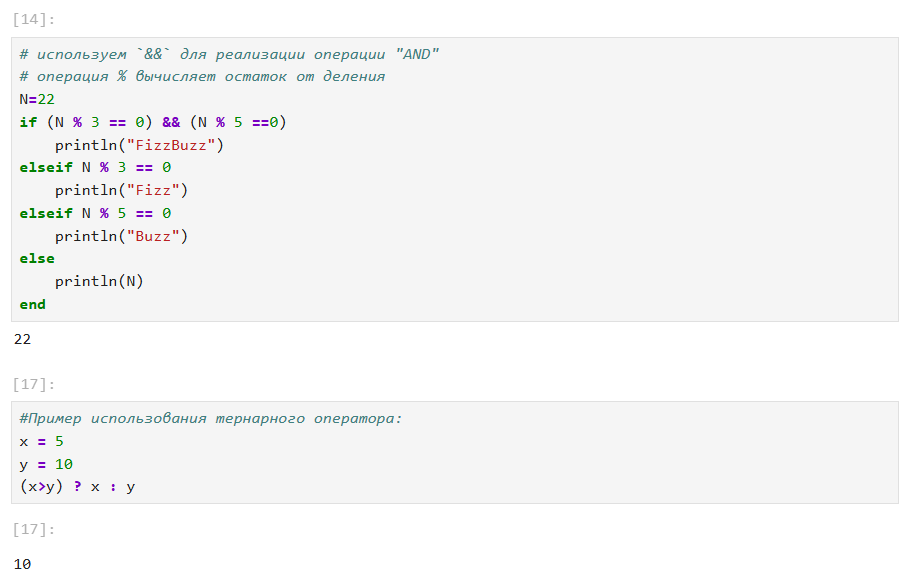 [14]:
# используем `&&` для реализации операции "AND"
# операция % вычисляет остаток от деления
N=22
if (N % 3 == 0) && (N % 5 ==0)
    println("FizzBuzz")
elseif N % 3 == 0
    println("Fizz")
elseif N % 5 == 0
    println("Buzz")
else
    println(N)
end
22
[17]:
#Пример использования тернарного оператора:
x = 5
y = 10
(x>y) ? x : y
[17]:
10